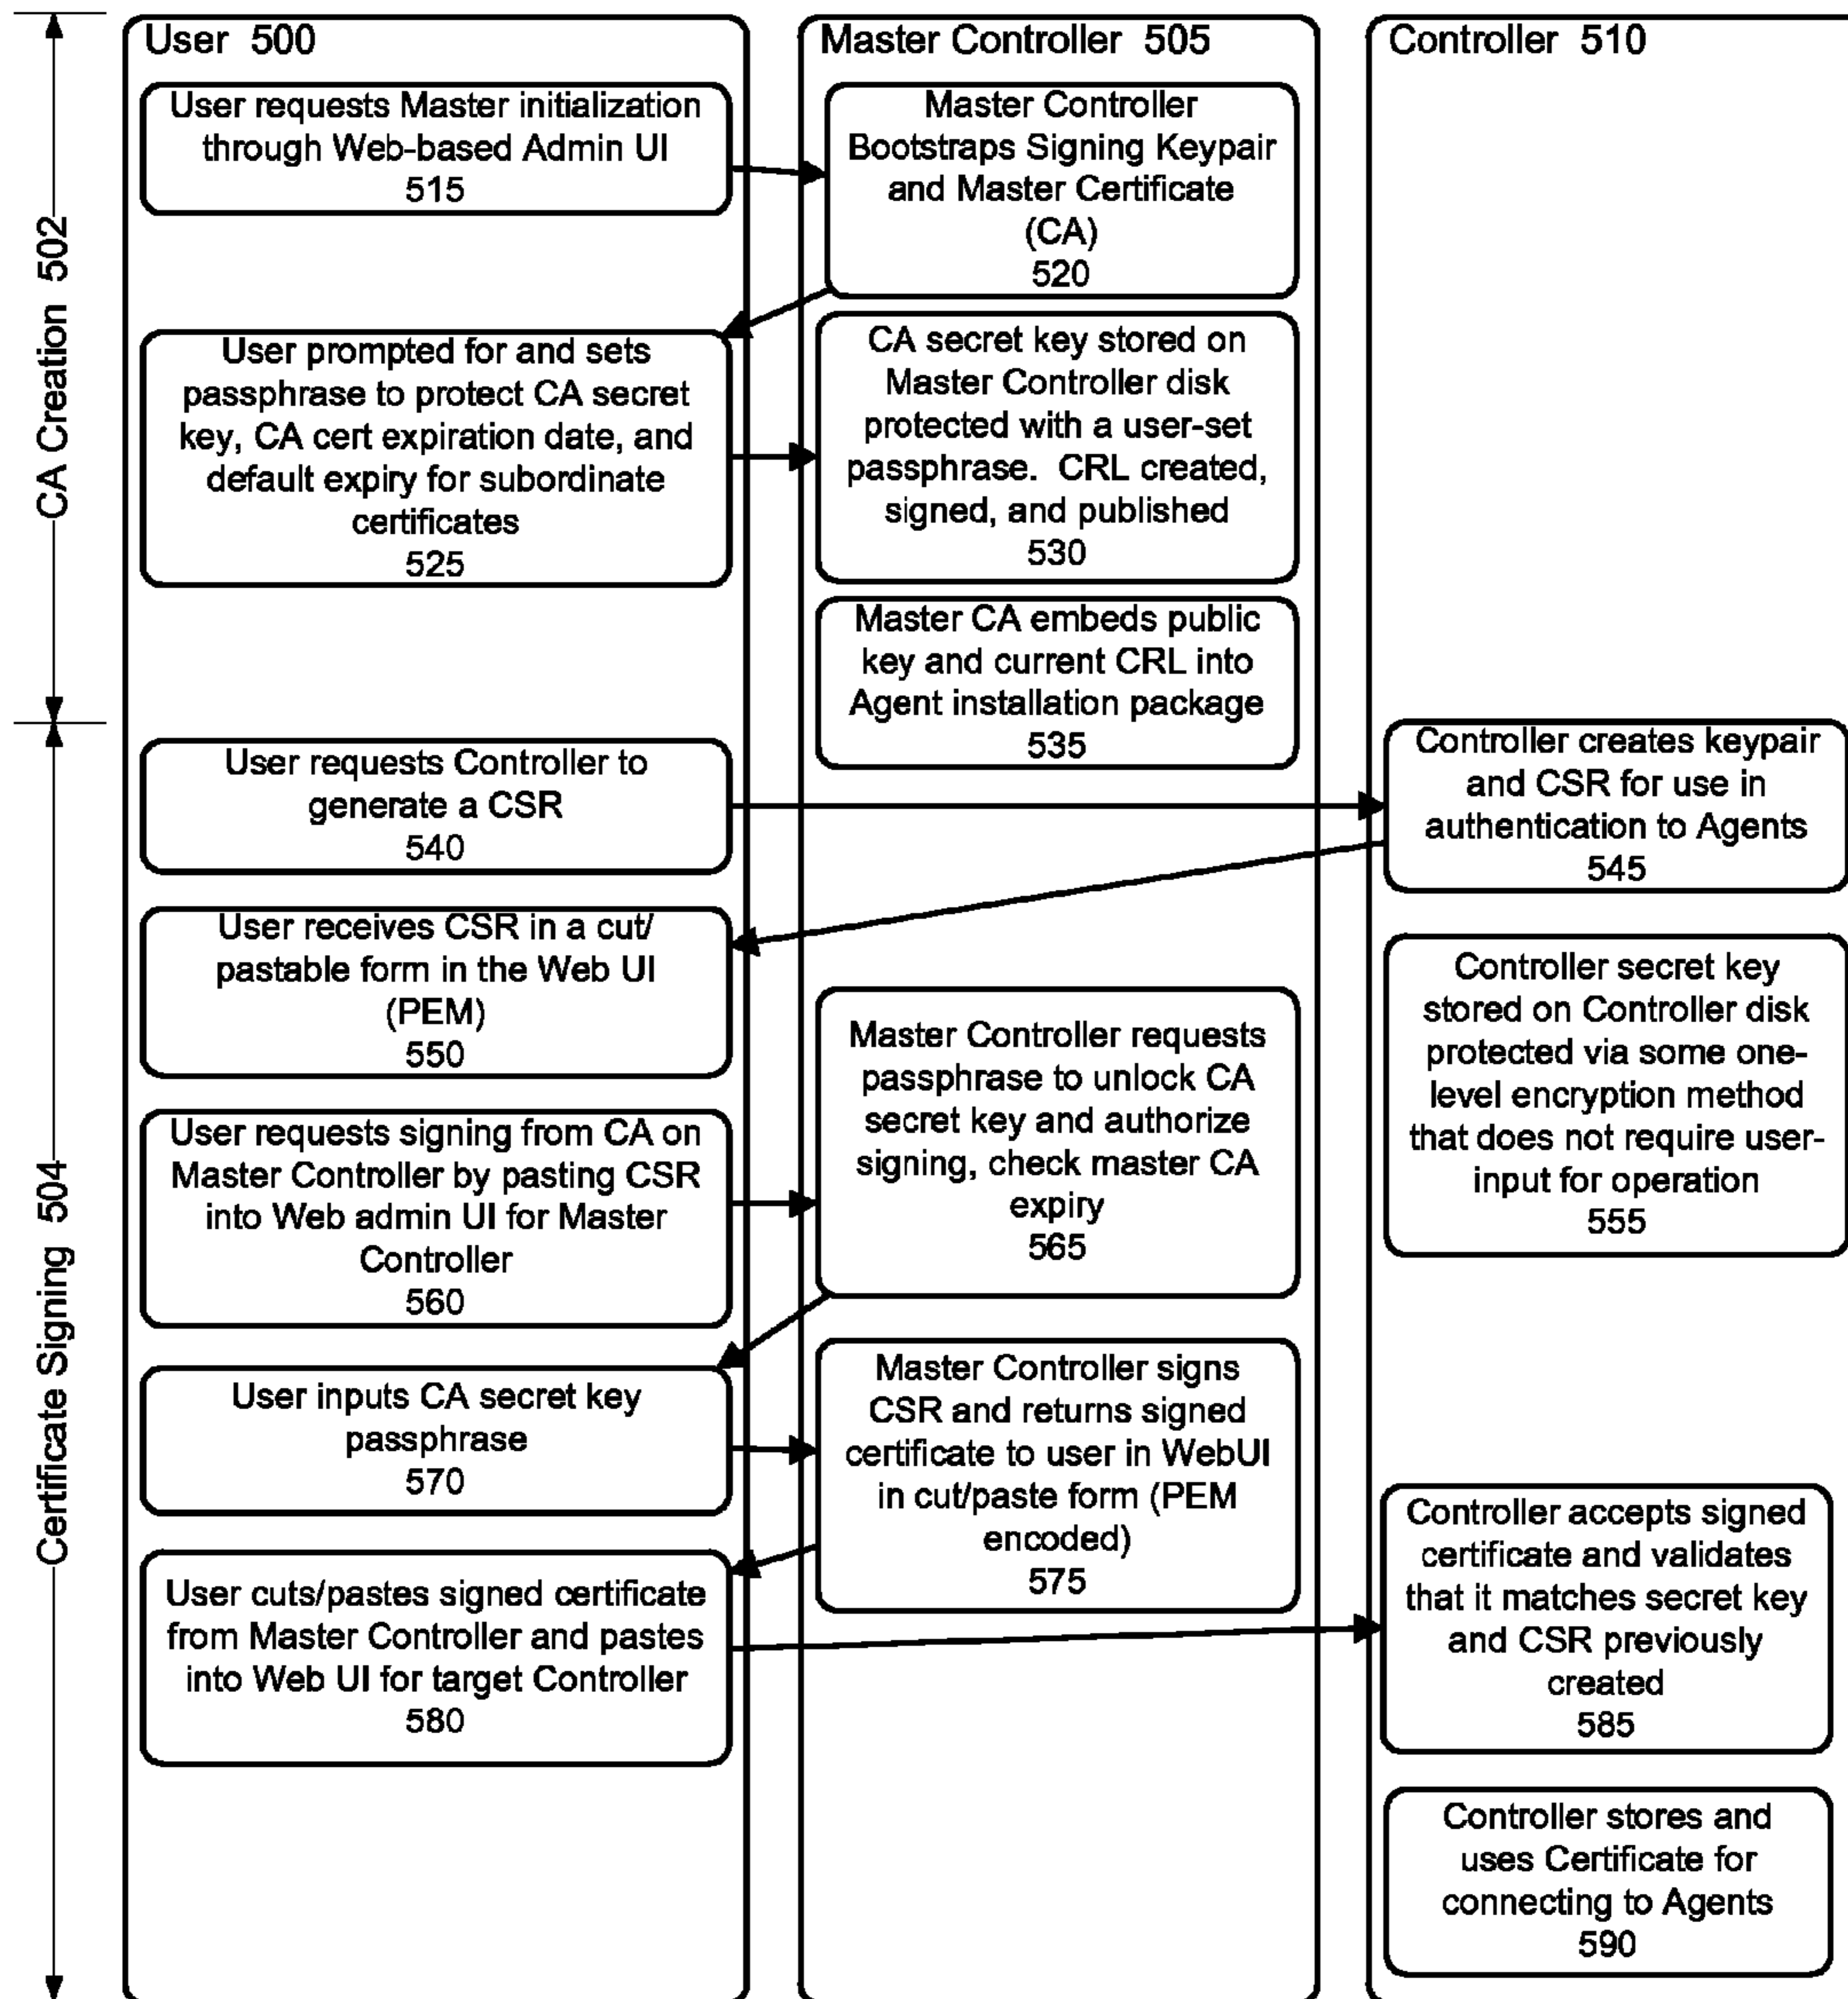 User 500
User requests Master initialization
through Web-based Admin UI
515
User prompted for and sets
passphrase to protect CA secret
key, CA cert expiration date, and
default expiry for subordinate
certificates
525
User requests Controller to
generate a CSR
540
User receives CSR in a cut/
pastable form in the Web UI
(PEM)
550
User requests signing from CA on
Master Controller by pasting CSR
into Web admin UI for Master
Controller
560
User inputs CA secret key
passphrase
570
User cuts/pastes signed certificate
from Master Controller and pastes
into Web UI for target Controller
580
Master Controller 505
Master Controller
Bootstraps Signing Keypair
and Master Certificate
(CA)
520
CA secret key stored on
Master Controller disk
protected with a user-set
passphrase. CRL created,
signed, and published
530
Master CA embeds public
key and current CRL into
Agent installation package
535
Master Controller requests
passphrase to unlock CA
secret key and authorize
signing, check master CA
expiry
565
Master Controller signs
CSR and returns signed
certificate to user in WebUI
in cut/paste form (PEM
encoded)
575
Controller 510
Controller creates keypair
and CSR for use in
authentication to Agents
545
Controller secret key
stored on Controller disk
protected via some one-
level encryption method
that does not require user-
input for operation
555
Controller accepts signed
certificate and validates
that it matches secret key
and CSR previously
created
585
Controller stores and
uses Certificate for
connecting to Agents
590
CA Creation 502
Certificate Signing 504